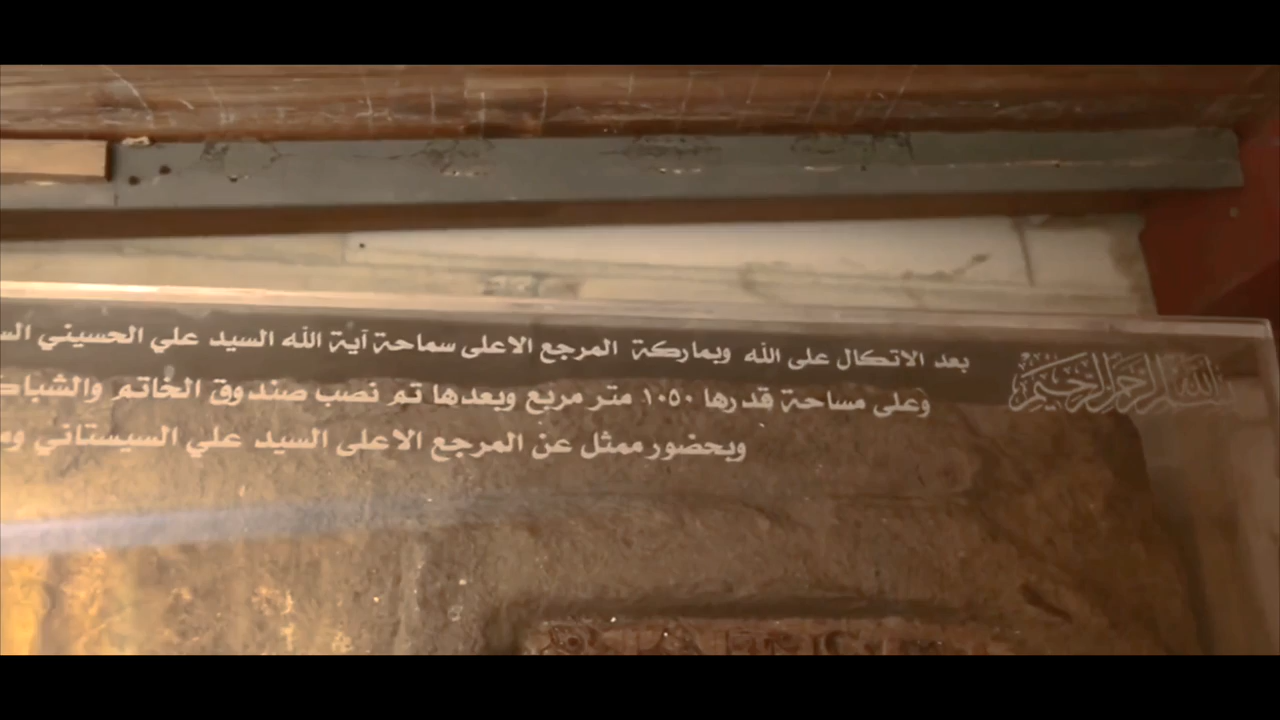 بسم الله الرحمن الرحيم
بعد الاتكال على الله وبماركة المرجع الاعلى سماحة آية الله السيد علي الحسيني
وعلى مساحة قدرها ١٠٥٠ متر مربع وبعدها تم نصب صندوق الخاتم
وبحضور ممثل عن المرجع الاعلى السيد علي السيستاني